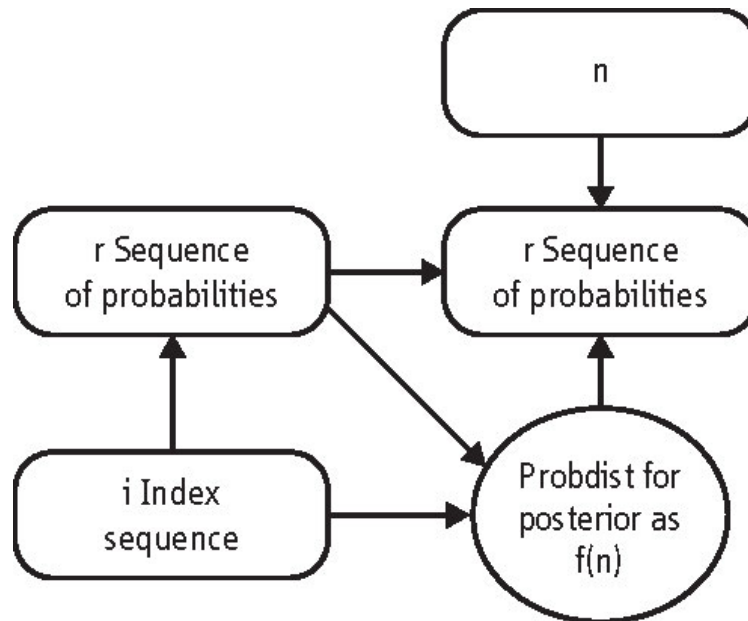 n
r Sequence
of probabilities
r Sequence
of probabilities
i Index
sequence
Probdist for
posterior as
f(n)